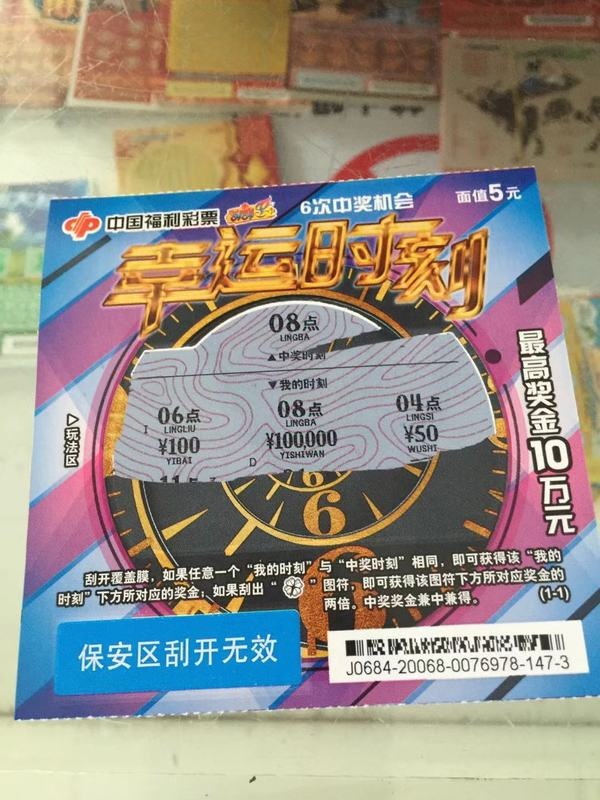 中国福利彩票 刮刮乐 6次中奖机会 面值5元
幸运时刻
08点
LINGBA
▲中奖时刻
▼我的时刻
06点 08点 04点
LINGLIU LINGBA LINGSI
¥100 ¥100,000 ¥50
YIBAI YISHIWAN WUSHI
I
D
6
▷玩法区
最高奖金10万元
刮开覆盖膜，如果任意一个“我的时刻”与“中奖时刻”相同，即可获得该“我的
时刻”下方所对应的奖金；如果刮出“ ”图符，即可获得该图符下方所对应奖金的
两倍。中奖奖金兼中兼得。 (1-1)
保安区刮开无效
J0684-20068-0076978-147-3